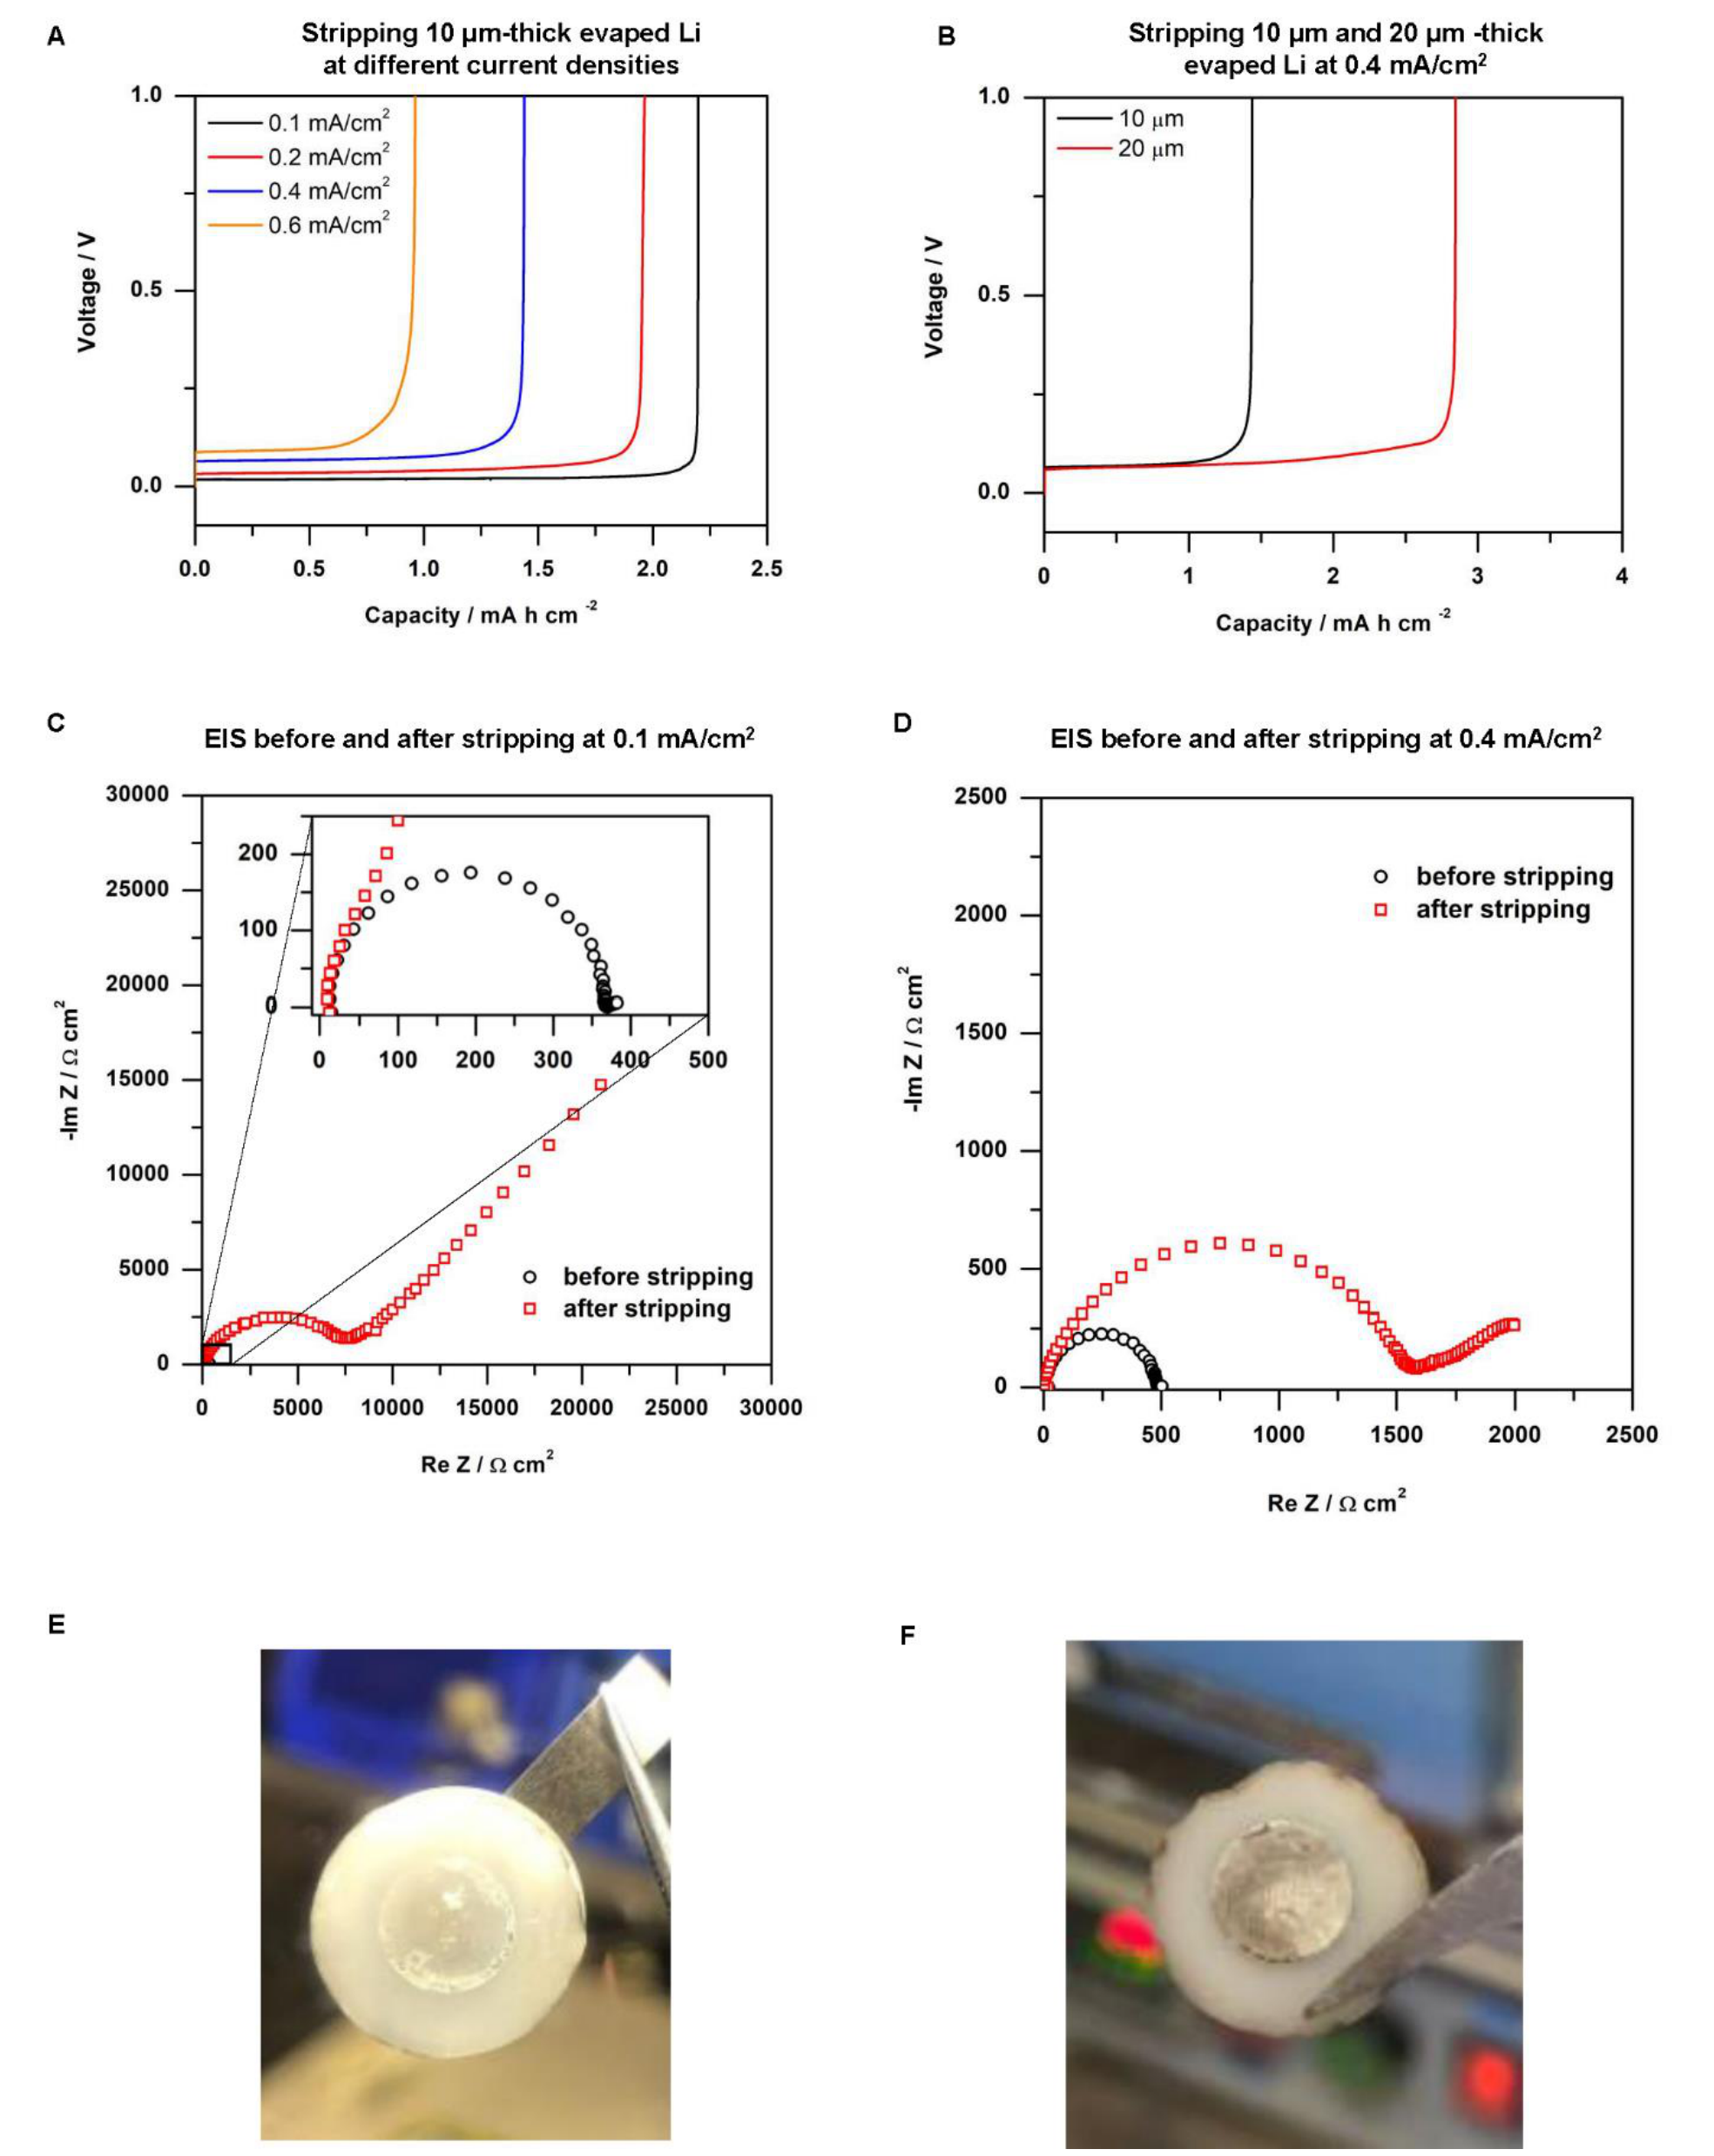 A
Stripping 10 µm-thick evaped Li
at different current densities
1.0
0.5
0.0
Voltage / V
0.1 mA/cm²
0.2 mA/cm²
0.4 mA/cm²
0.6 mA/cm²
0.0 0.5 1.0 1.5 2.0 2.5
Capacity / mA h cm⁻²
B
Stripping 10 µm and 20 µm -thick
evaped Li at 0.4 mA/cm²
1.0
0.5
0.0
Voltage / V
10 µm
20 µm
0 1 2 3 4
Capacity / mA h cm⁻²
C
EIS before and after stripping at 0.1 mA/cm²
30000
25000
20000
15000
10000
5000
0
-Im Z / Ω cm²
200
100
0
0 100 200 300 400 500
before stripping
after stripping
0 5000 10000 15000 20000 25000 30000
Re Z / Ω cm²
D
EIS before and after stripping at 0.4 mA/cm²
2500
2000
1500
1000
500
0
-Im Z / Ω cm²
before stripping
after stripping
0 500 1000 1500 2000 2500
Re Z / Ω cm²
E
F